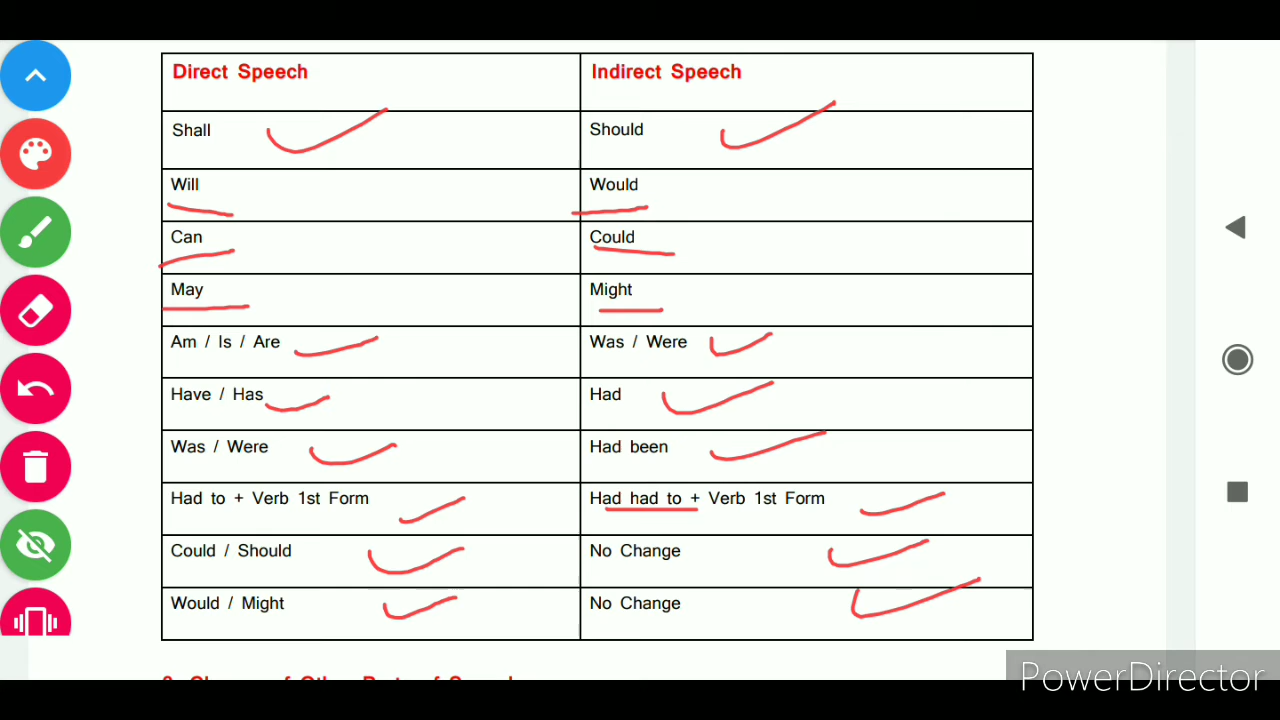 Direct Speech Indirect Speech
Shall Should
Will Would
Can Could
May Might
Am / Is / Are Was / Were
Have / Has Had
Was / Were Had been
Had to + Verb 1st Form Had had to + Verb 1st Form
Could / Should No Change
Would / Might No Change
PowerDirector